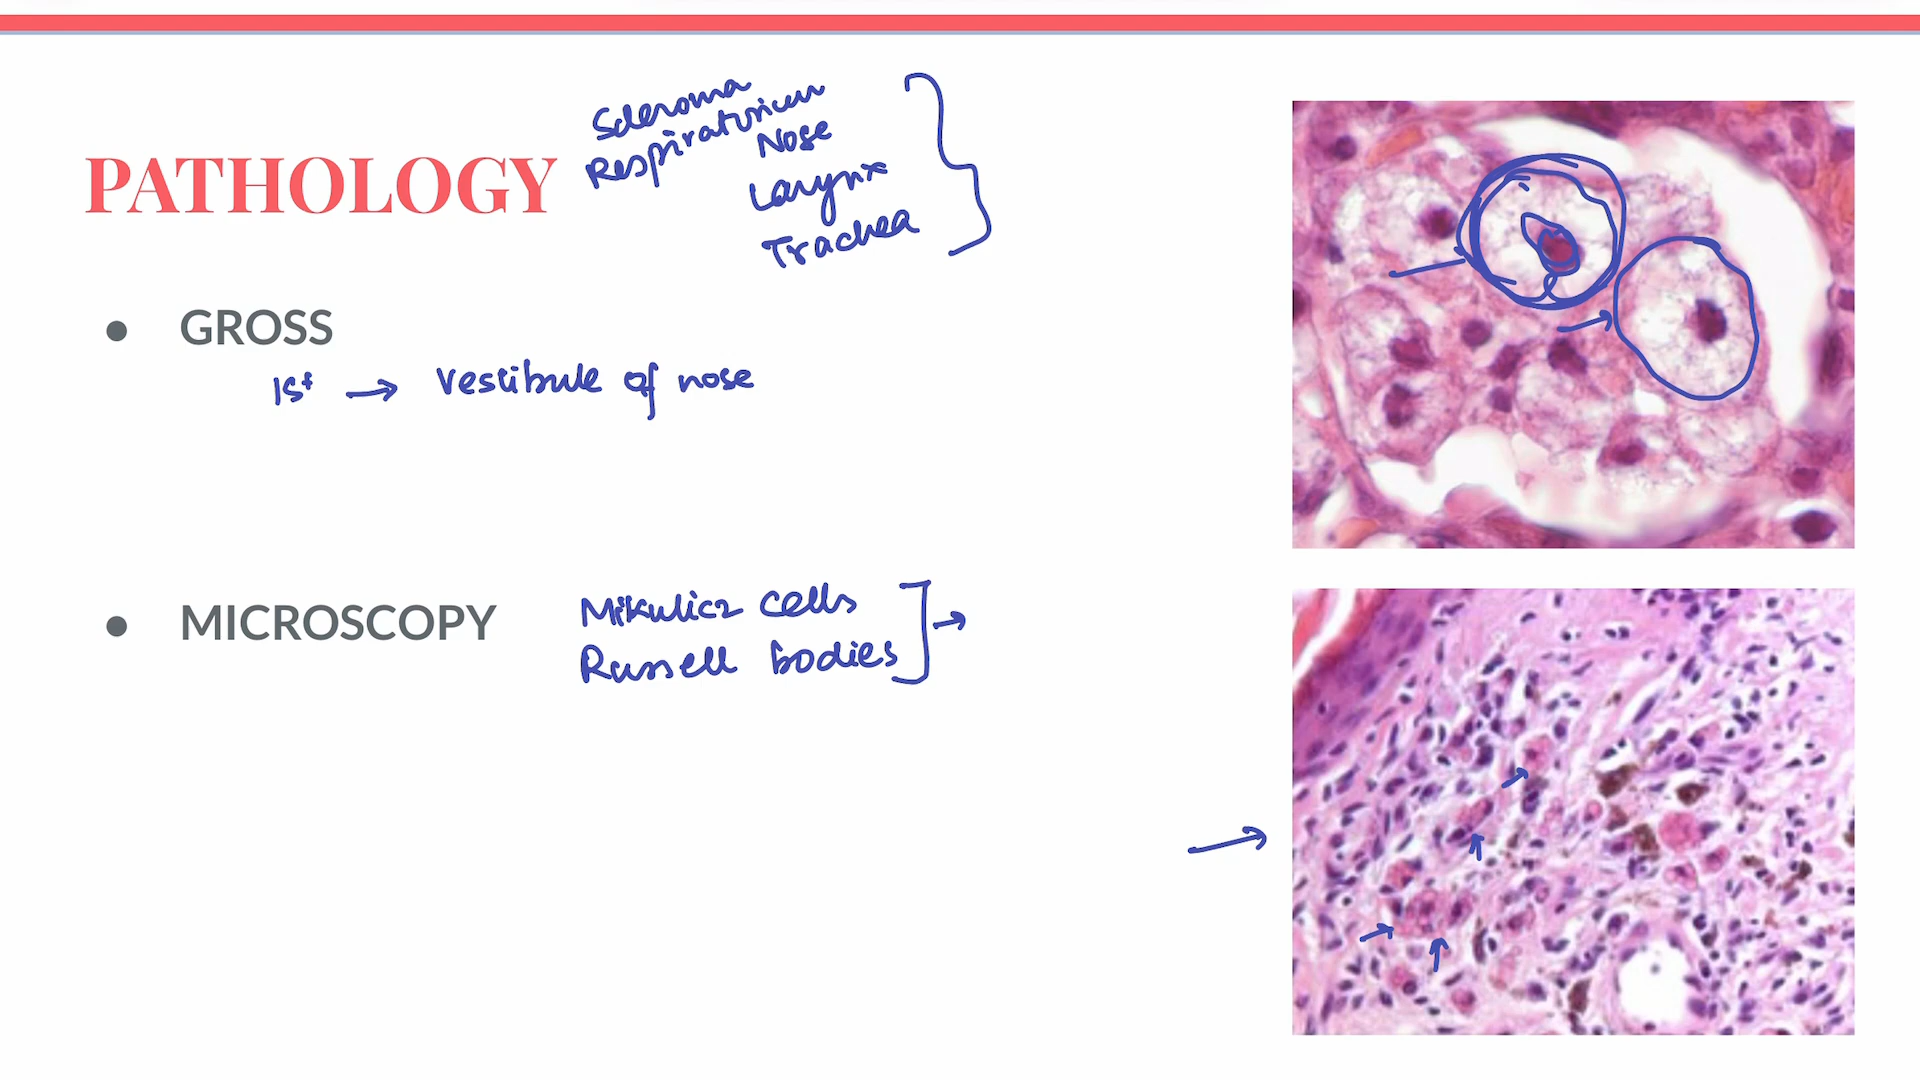 PATHOLOGY
Scleroma
Respiratorium
Nose
Larynx
Trachea
● GROSS
1st → Vestibule of nose
● MICROSCOPY
Mikulicz cells
Russell bodies